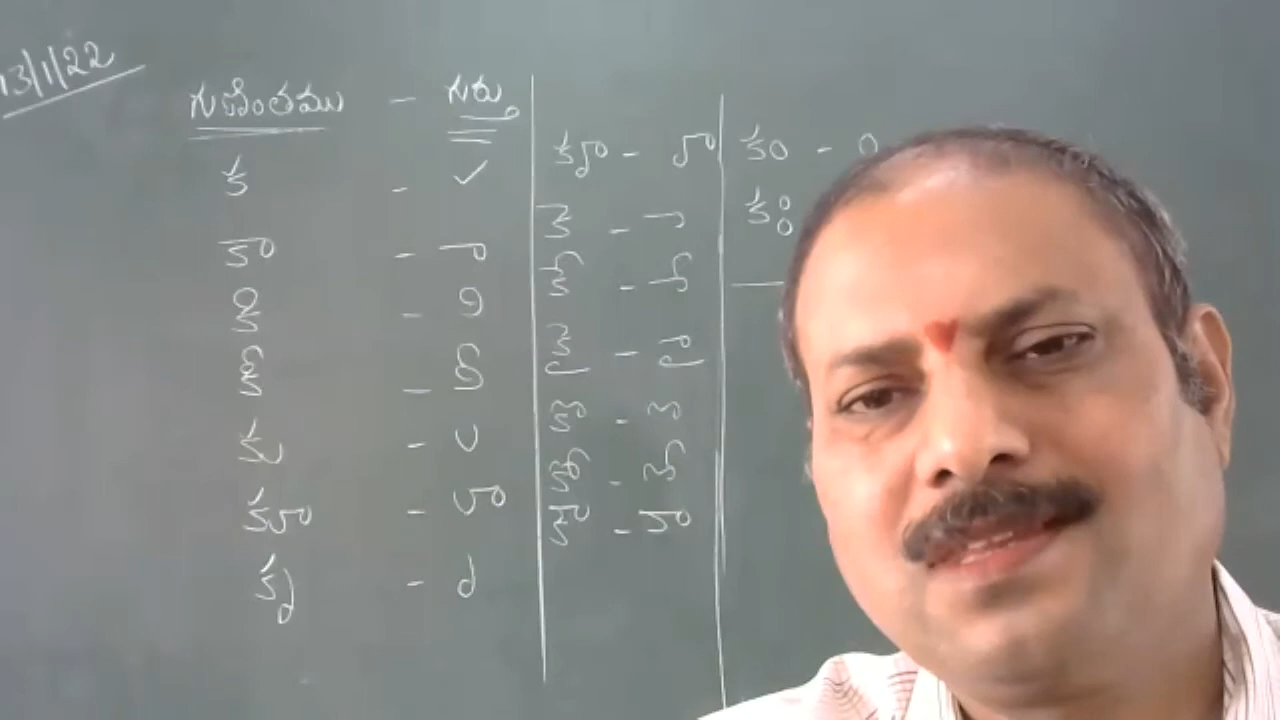 13/1/22
గుణింతము - గుర్తు
క - ✓
కా - ా
కి - ి
కీ - ీ
కు - ు
కూ - ూ
కృ - ృ
కౄ - ౄ
కె - ె
కే - ే
కై - ై
కొ - ొ
కో - ో
కౌ - ౌ
కం - ం
కః